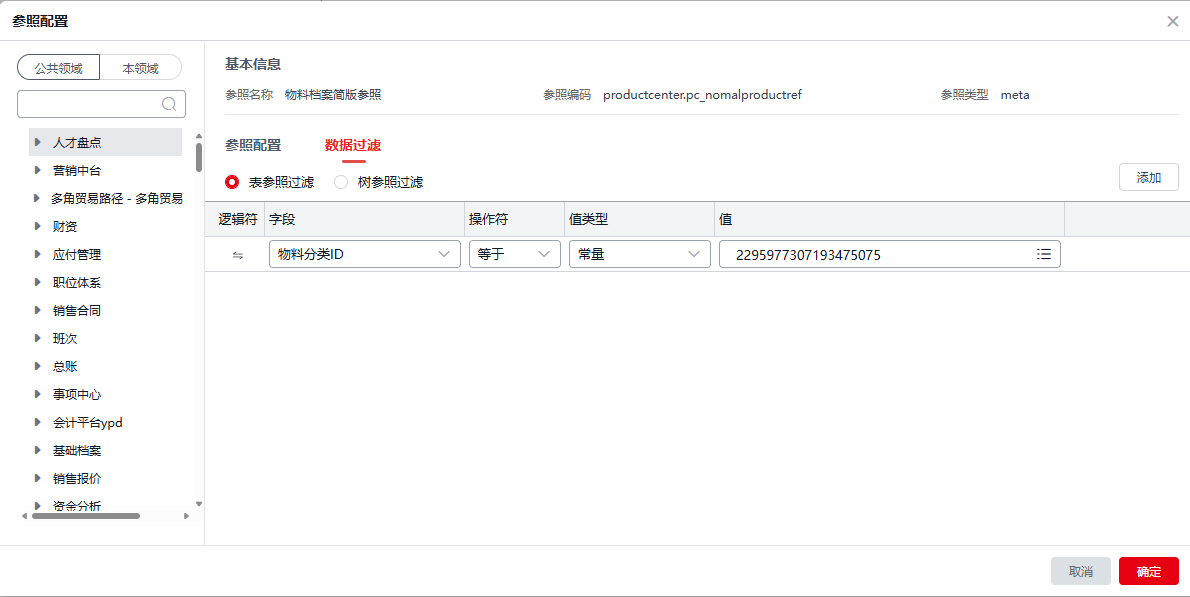 参照配置
公共领域 本领域
人才盘点
营销中台
多角贸易路径 - 多角贸易
财资
应付管理
职位体系
销售合同
班次
总账
事项中心
会计平台ypd
基础档案
销售报价
资金分析
基本信息
参照名称 物料档案简版参照 参照编码 productcenter.pc_nomalproductref 参照类型 meta
参照配置 数据过滤
表参照过滤 树参照过滤 添加
逻辑符 字段 操作符 值类型 值
物料分类ID 等于 常量 2295977307193475075
取消 确定